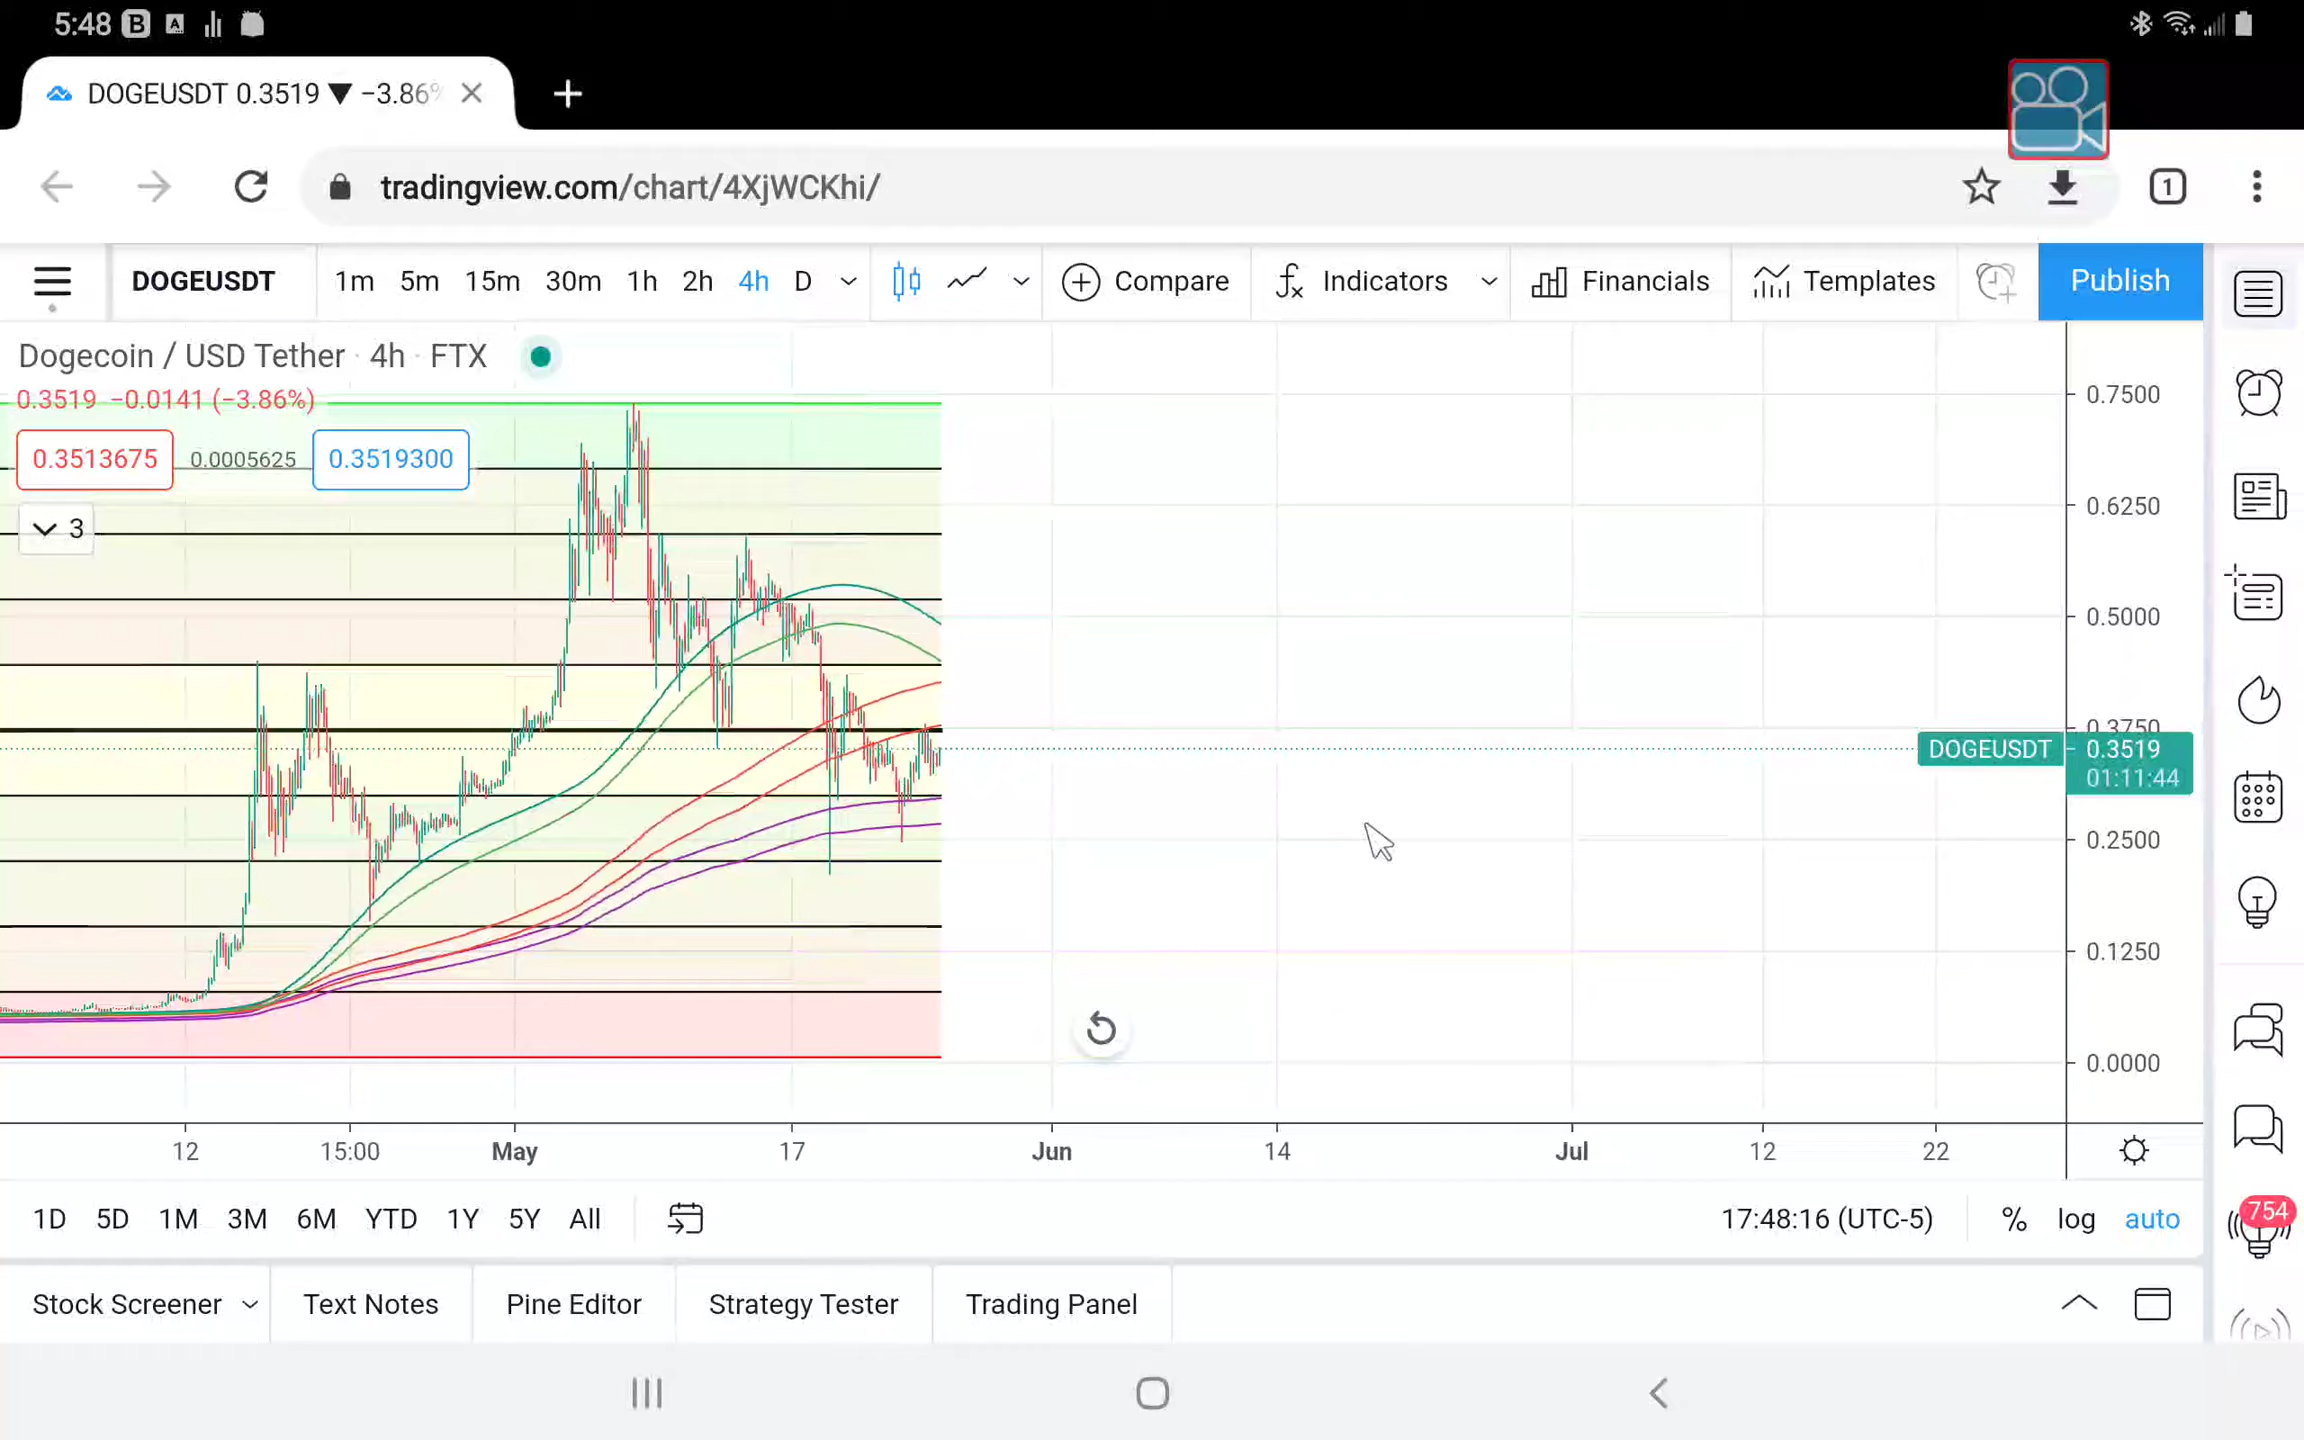 5:48
DOGEUSDT 0.3519 ▼ −3.86%
tradingview.com/chart/4XjWCKhi/
1
DOGEUSDT 1m 5m 15m 30m 1h 2h 4h D Compare Indicators Financials Templates Publish
Dogecoin / USD Tether · 4h · FTX
0.3519 −0.0141 (−3.86%)
0.3513675 0.0005625 0.3519300
3
0.7500
0.6250
0.5000
0.3750
DOGEUSDT 0.3519
01:11:44
0.2500
0.1250
0.0000
12 15:00 May 17 Jun 14 Jul 12 22
1D 5D 1M 3M 6M YTD 1Y 5Y All 17:48:16 (UTC-5) % log auto
754
Stock Screener Text Notes Pine Editor Strategy Tester Trading Panel